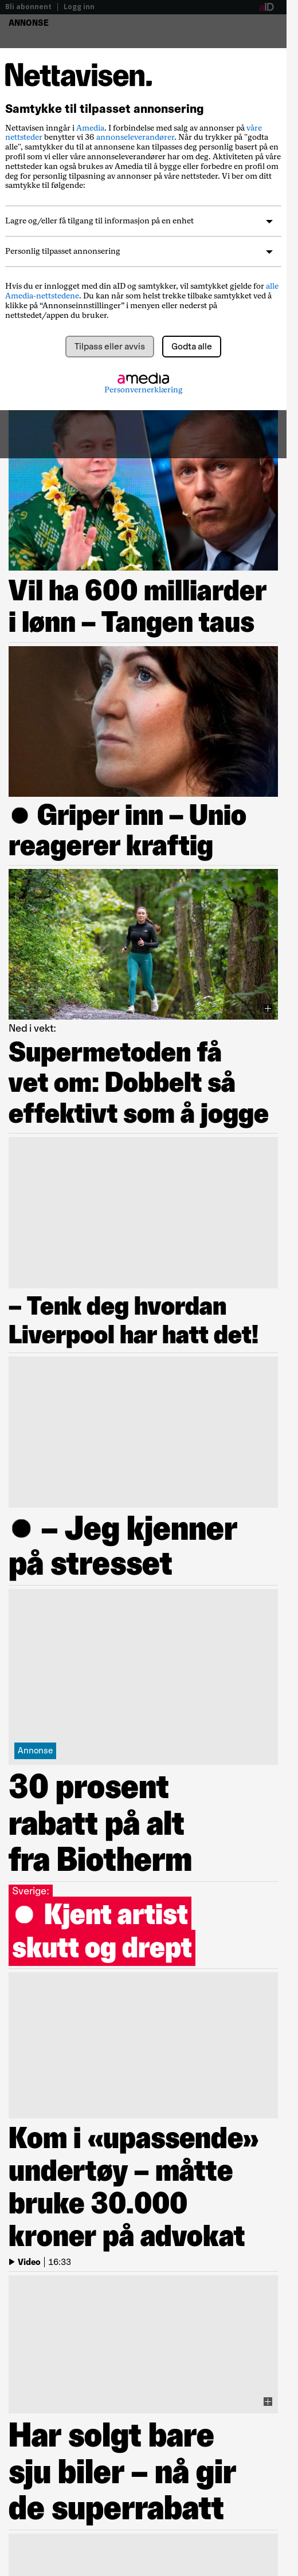 Bli abonnent | Logg inn
aID
ANNONSE
Nettavisen.
Samtykke til tilpasset annonsering
Nettavisen inngår i Amedia. I forbindelse med salg av annonser på våre
nettsteder benytter vi 36 annonseleverandører. Når du trykker på "godta
alle", samtykker du til at annonsene kan tilpasses deg personlig basert på en
profil som vi eller våre annonseleverandører har om deg. Aktiviteten på våre
nettsteder kan også brukes av Amedia til å bygge eller forbedre en profil om
deg for personlig tilpasning av annonser på våre nettsteder. Vi ber om ditt
samtykke til følgende:
Lagre og/eller få tilgang til informasjon på en enhet
Personlig tilpasset annonsering
Hvis du er innlogget med din aID og samtykker, vil samtykket gjelde for alle
Amedia-nettstedene. Du kan når som helst trekke tilbake samtykket ved å
klikke på “Annonseinnstillinger” i menyen eller nederst på
nettstedet/appen du bruker.
Tilpass eller avvis
Godta alle
amedia
Personvernerklæring
Vil ha 600 milliarder
i lønn – Tangen taus
● Griper inn – Unio
reagerer kraftig
Ned i vekt:
Supermetoden få
vet om: Dobbelt så
effektivt som å jogge
– Tenk deg hvordan
Liverpool har hatt det!
● – Jeg kjenner
på stresset
Annonse
30 prosent
rabatt på alt
fra Biotherm
Sverige:
● Kjent artist
skutt og drept
Kom i «upassende»
undertøy – måtte
bruke 30.000
kroner på advokat
Video | 16:33
Har solgt bare
sju biler – nå gir
de superrabatt